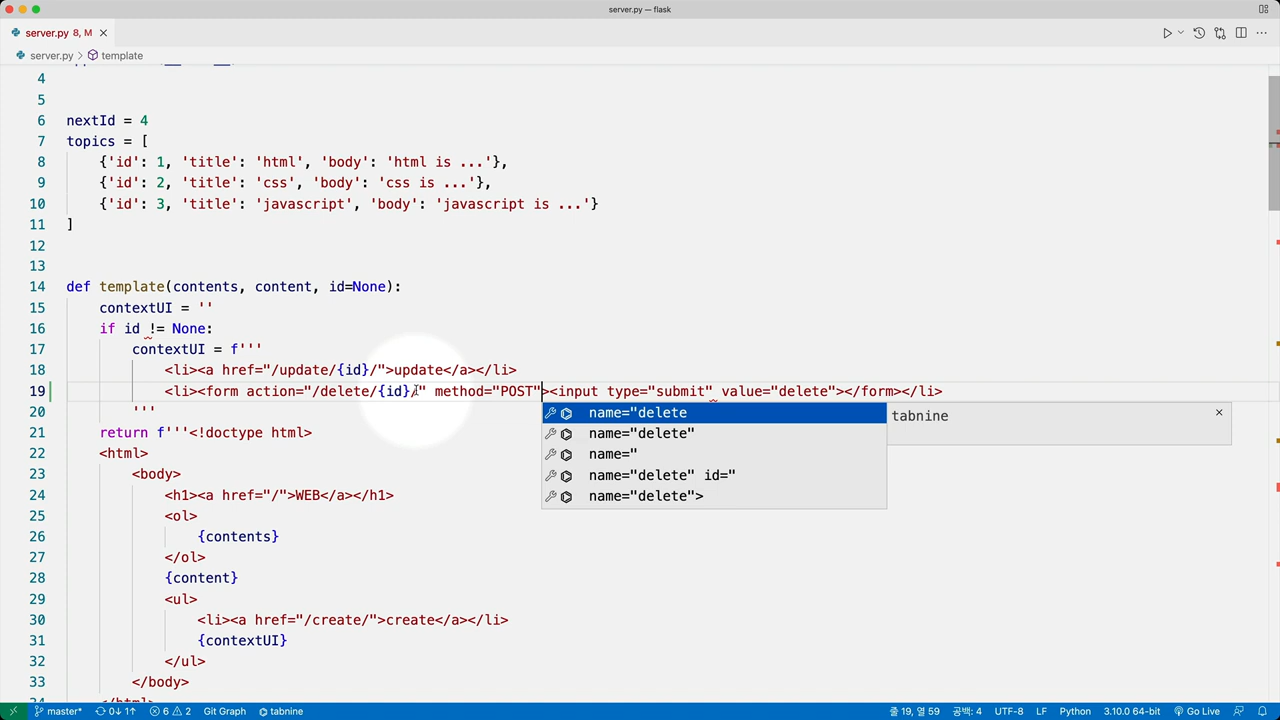 server.py — flask
server.py 8, M
server.py > template
4
5
6 nextId = 4
7 topics = [
8 {'id': 1, 'title': 'html', 'body': 'html is ...'},
9 {'id': 2, 'title': 'css', 'body': 'css is ...'},
10 {'id': 3, 'title': 'javascript', 'body': 'javascript is ...'}
11 ]
12
13
14 def template(contents, content, id=None):
15 contextUI = ''
16 if id != None:
17 contextUI = f'''
18 <li><a href="/update/{id}/">update</a></li>
19 <li><form action="/delete/{id}/" method="POST"><input type="submit" value="delete"></form></li>
20 '''
name="delete
tabnine
name="delete"
name="
name="delete" id="
name="delete">
21 return f'''<!doctype html>
22 <html>
23 <body>
24 <h1><a href="/">WEB</a></h1>
25 <ol>
26 {contents}
27 </ol>
28 {content}
29 <ul>
30 <li><a href="/create/">create</a></li>
31 {contextUI}
32 </ul>
33 </body>
master* 0↓ 1↑ 6 2 Git Graph tabnine 줄 19, 열 59 공백: 4 UTF-8 LF Python 3.10.0 64-bit Go Live